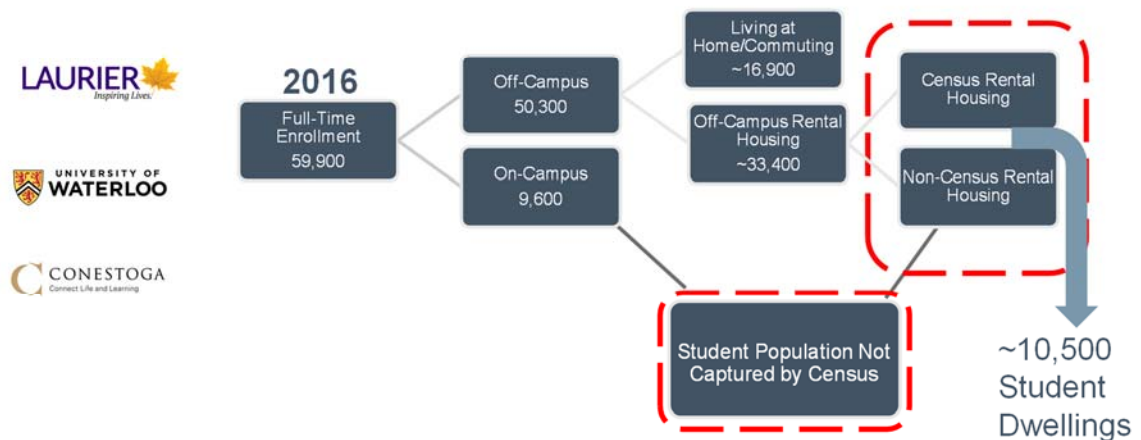 LAURIER
Inspiring Lives.
UNIVERSITY OF
WATERLOO
CONESTOGA
Connect Life and Learning
2016
Full-Time
Enrollment
59,900
Off-Campus
50,300
On-Campus
9,600
Living at
Home/Commuting
~16,900
Off-Campus Rental
Housing
~33,400
Census Rental
Housing
Non-Census Rental
Housing
Student Population Not
Captured by Census
~10,500
Student
Dwellings